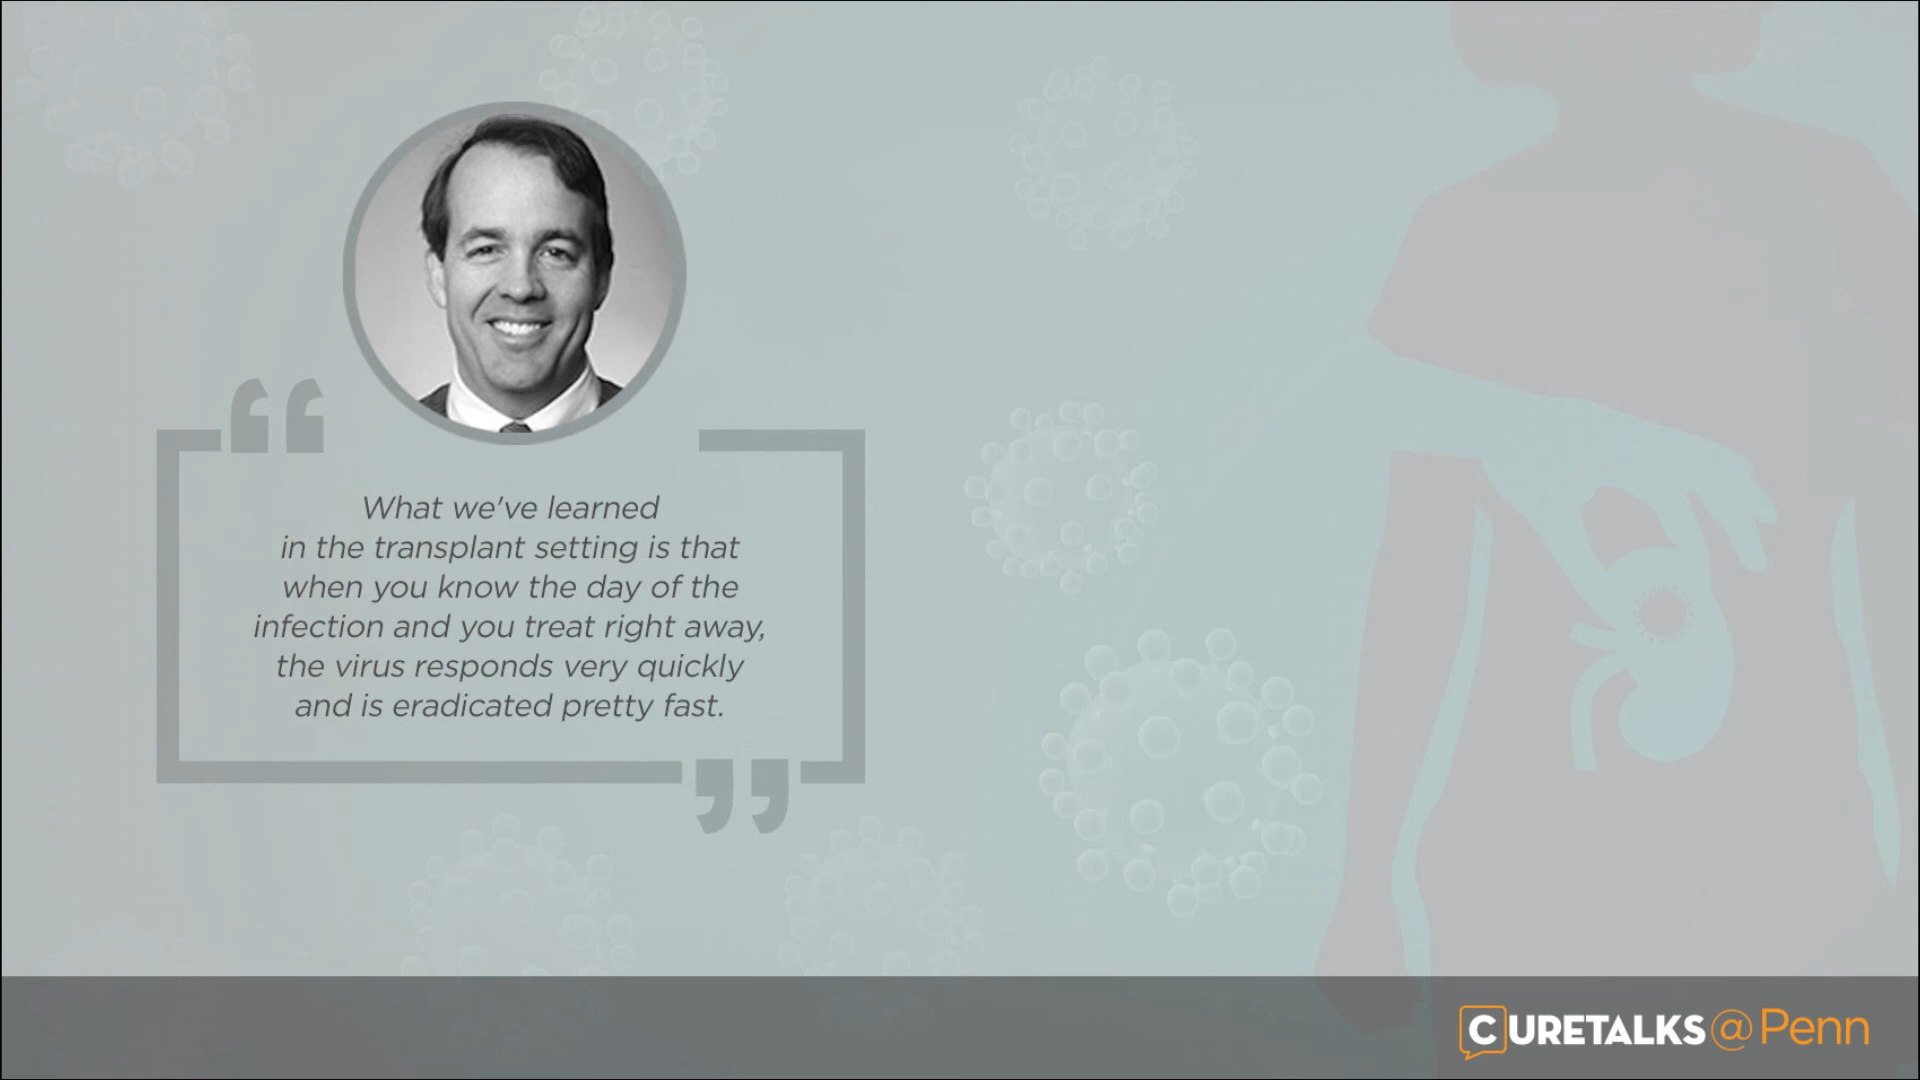 What we've learned
in the transplant setting is that
when you know the day of the
infection and you treat right away,
the virus responds very quickly
and is eradicated pretty fast.
CURETALKS@Penn